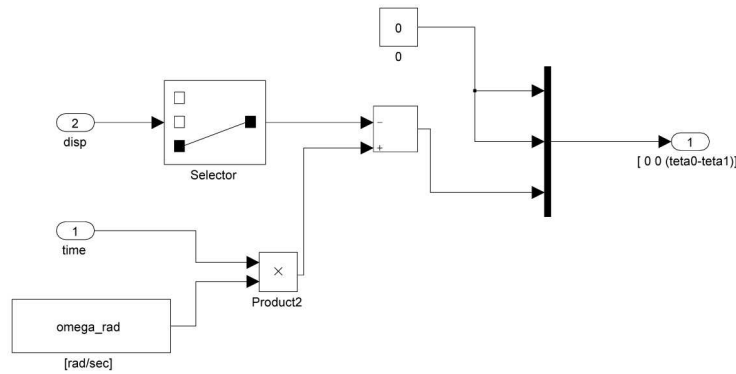 0
0
2
disp
Selector
−
+
1
[ 0 0 (teta0-teta1)]
1
time
×
Product2
omega_rad
[rad/sec]